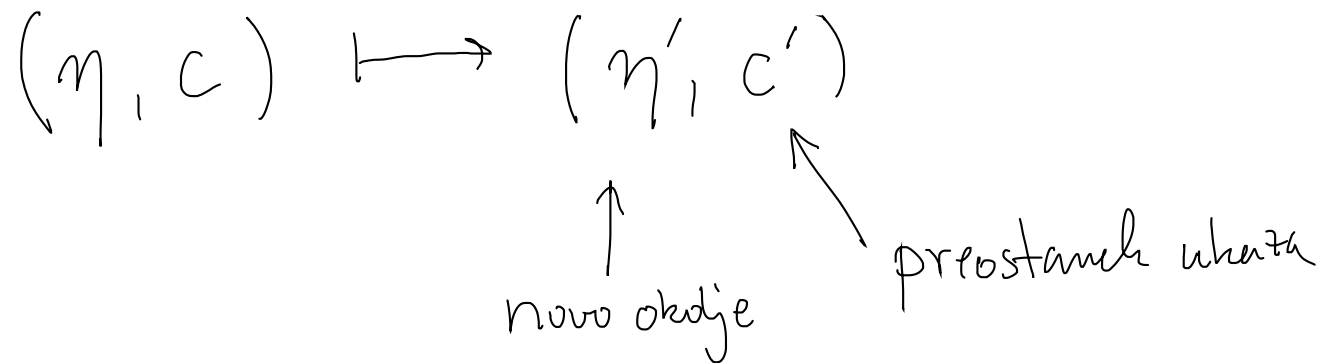 (η, c) ↦ (η', c')
novo okolje
preostanek ukaza